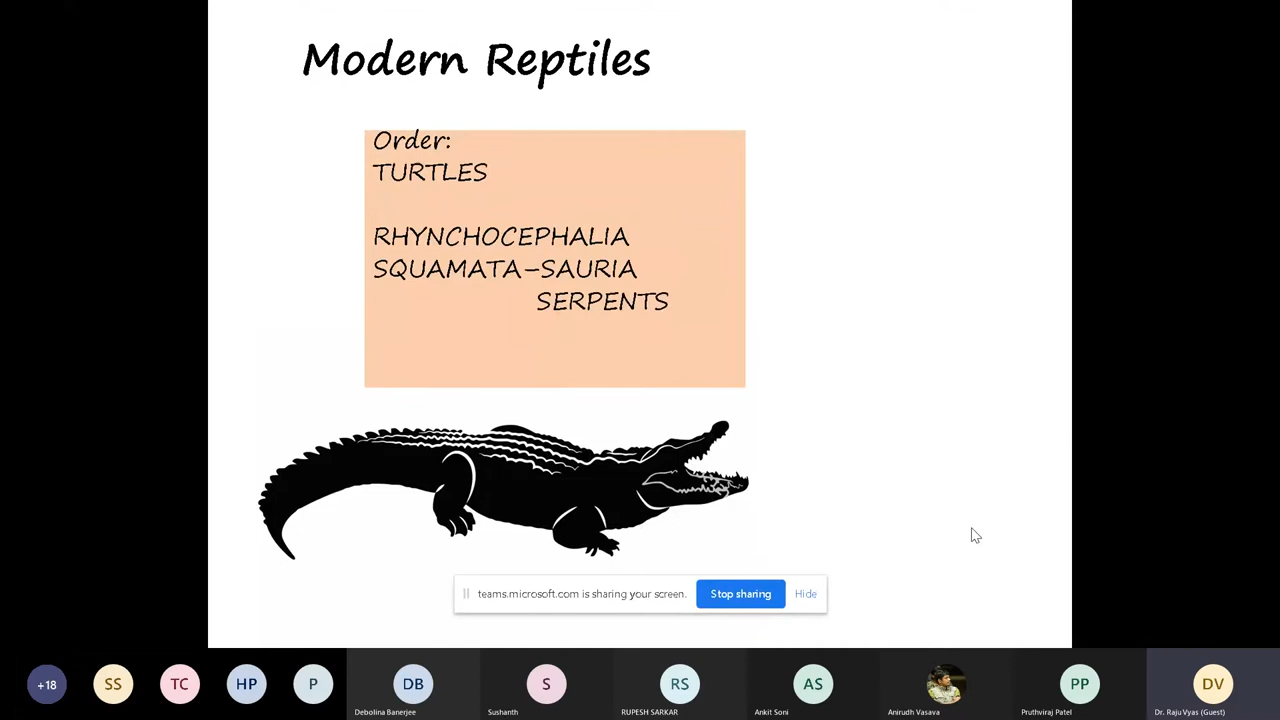 Modern Reptiles
Order:
TURTLES
RHYNCHOCEPHALIA
SQUAMATA-SAURIA
SERPENTS
teams.microsoft.com is sharing your screen.
Stop sharing
Hide
+18
SS
TC
HP
P
DB
S
RS
AS
PP
DV
Debolina Banerjee
Sushanth
RUPESH SARKAR
Ankit Soni
Anirudh Vasava
Pruthviraj Patel
Dr. Raju Vyas (Guest)